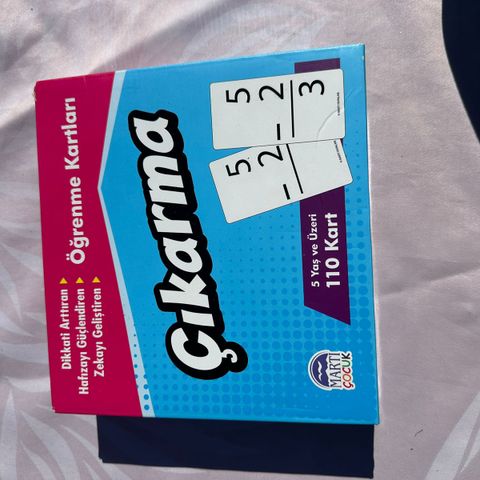 Dikkati Arttıran
Hafızayı Güçlendiren
Zekayı Geliştiren
Öğrenme Kartları
Çıkarma
5
- 2
5
- 2
3
5 Yaş ve Üzeri
110 Kart
MARTI
ÇOCUK